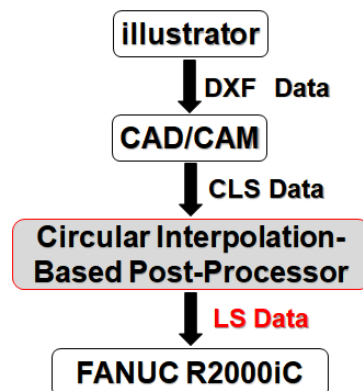 illustrator
DXF Data
CAD/CAM
CLS Data
Circular Interpolation-
Based Post-Processor
LS Data
FANUC R2000iC